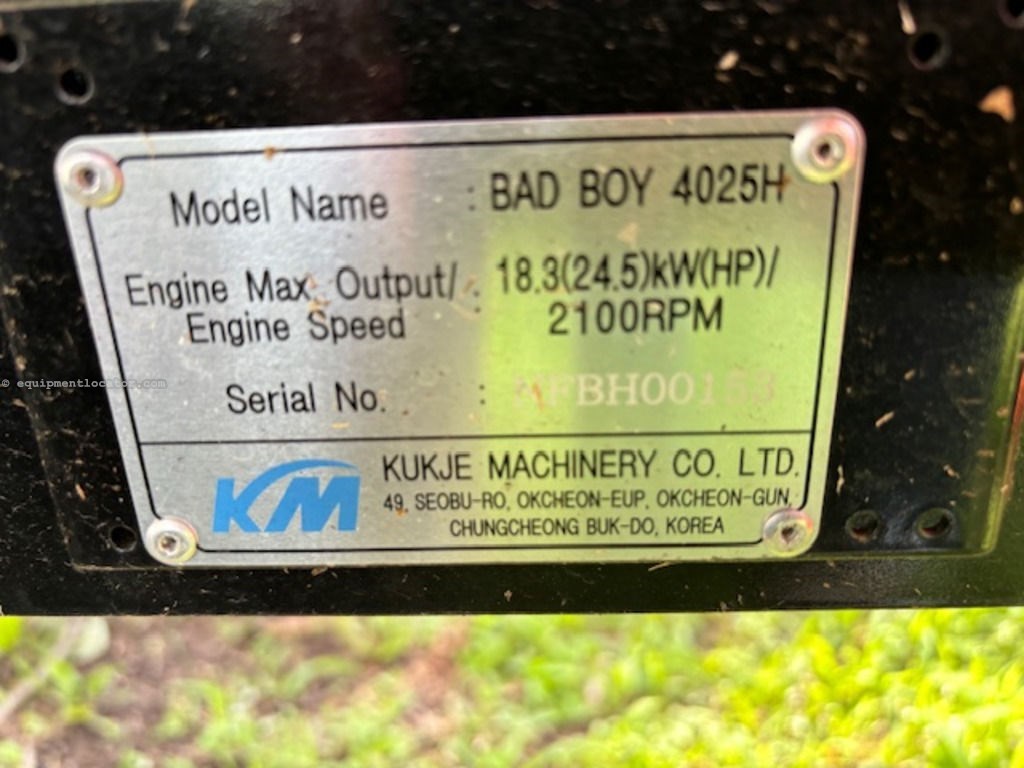 Model Name : BAD BOY 4025H
Engine Max. Output/ : 18.3(24.5)kW(HP)/
Engine Speed 2100RPM
Serial No. :
KM KUKJE MACHINERY CO. LTD.
49, SEOBU-RO, OKCHEON-EUP, OKCHEON-GUN,
CHUNGCHEONG BUK-DO, KOREA
© equipmentlocator.com